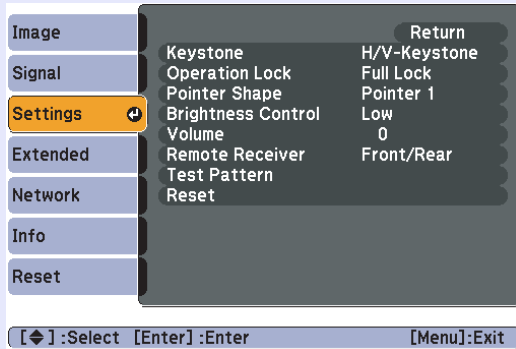 Image
Signal
Settings
Extended
Network
Info
Reset
Return
Keystone H/V-Keystone
Operation Lock Full Lock
Pointer Shape Pointer 1
Brightness Control Low
Volume 0
Remote Receiver Front/Rear
Test Pattern
Reset
[◆] :Select [Enter] :Enter [Menu]:Exit